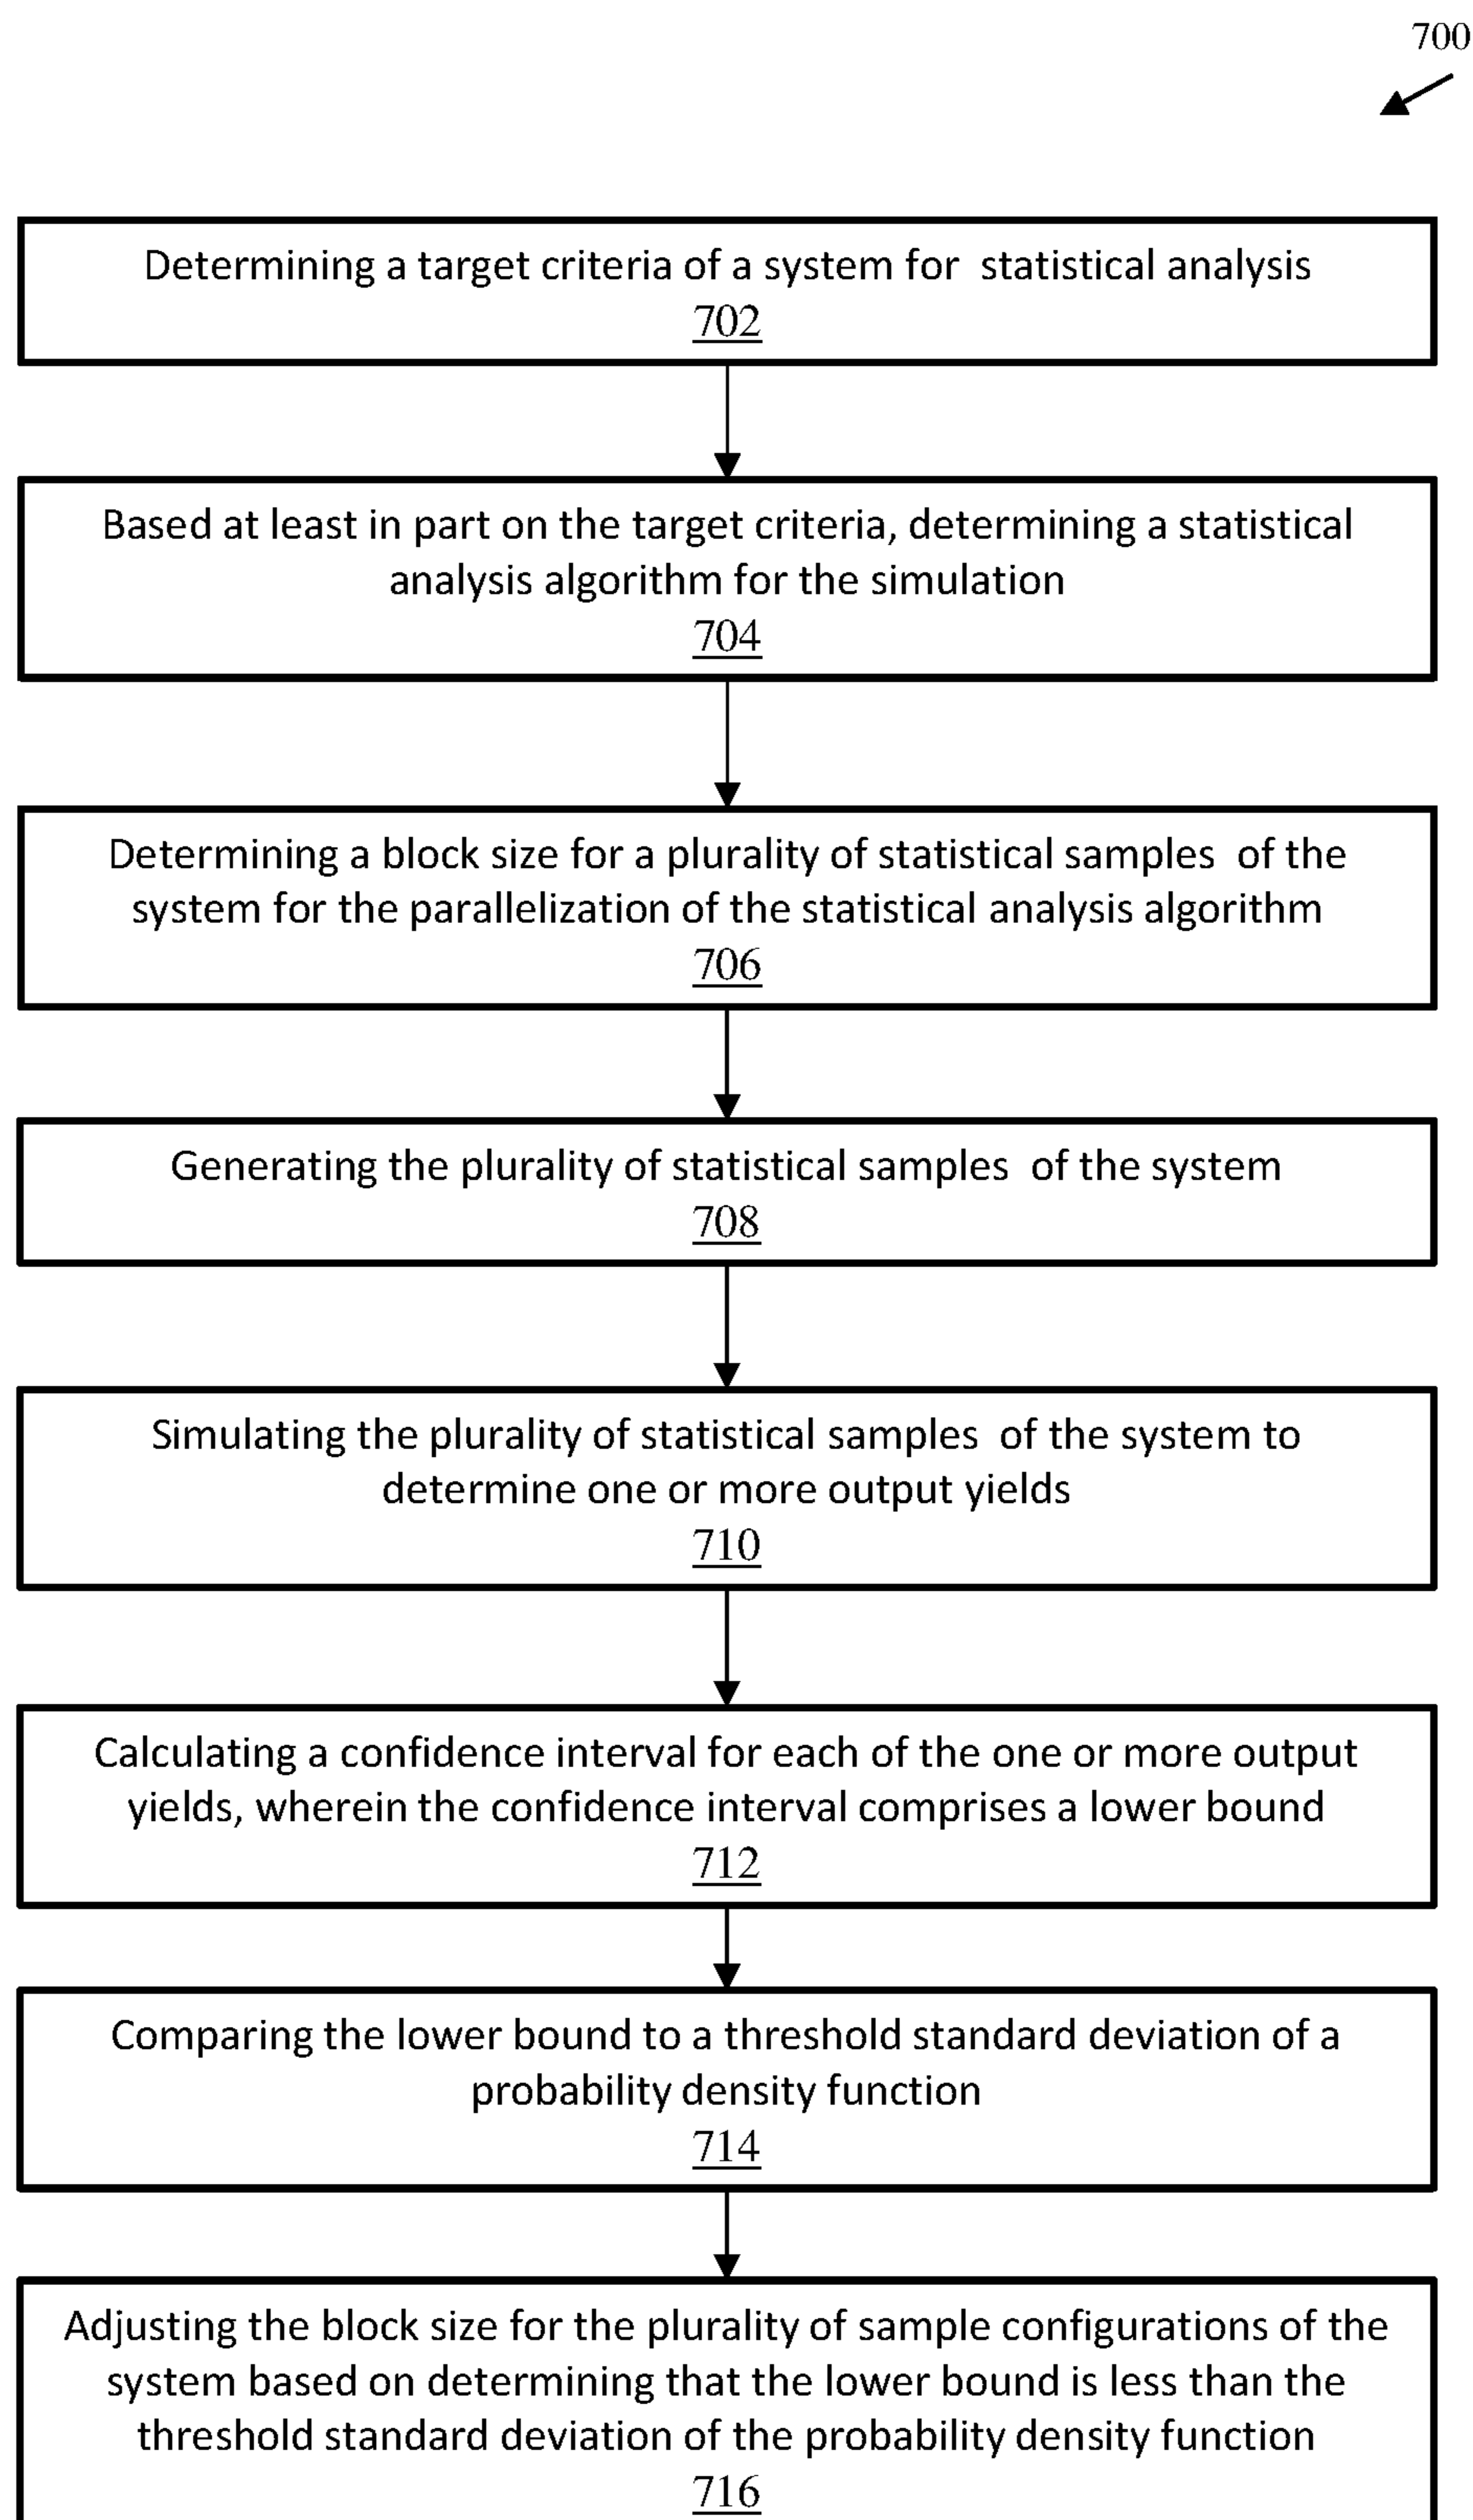 700
Determining a target criteria of a system for statistical analysis
702
Based at least in part on the target criteria, determining a statistical
analysis algorithm for the simulation
704
Determining a block size for a plurality of statistical samples of the
system for the parallelization of the statistical analysis algorithm
706
Generating the plurality of statistical samples of the system
708
Simulating the plurality of statistical samples of the system to
determine one or more output yields
710
Calculating a confidence interval for each of the one or more output
yields, wherein the confidence interval comprises a lower bound
712
Comparing the lower bound to a threshold standard deviation of a
probability density function
714
Adjusting the block size for the plurality of sample configurations of the
system based on determining that the lower bound is less than the
threshold standard deviation of the probability density function
716